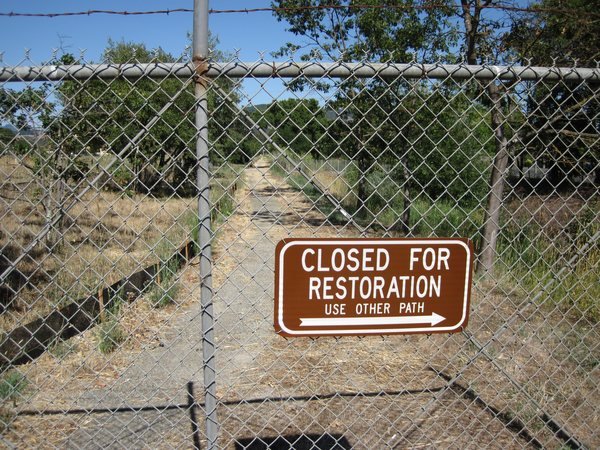 CLOSED FOR
RESTORATION
USE OTHER PATH